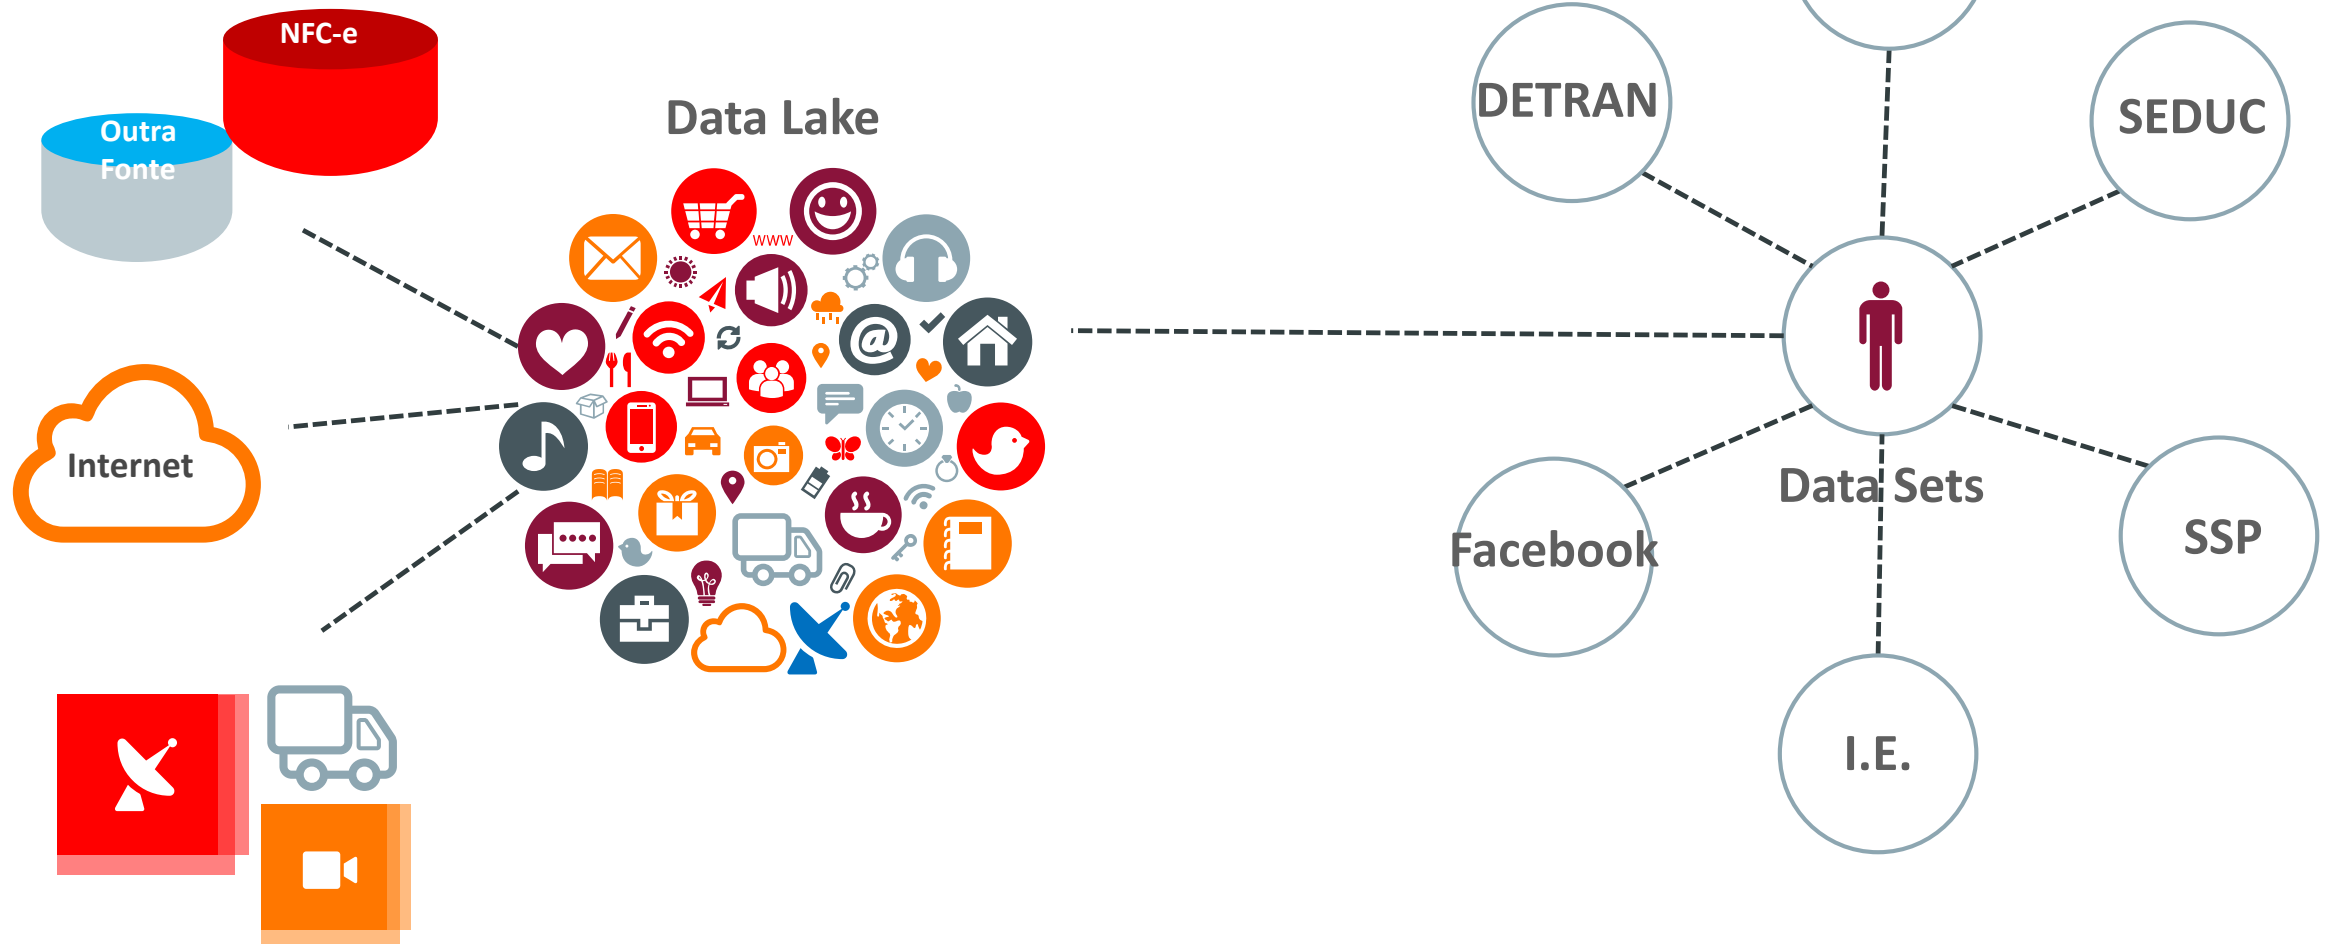 NFC-e
Outra
Fonte
Internet
Data Lake
www
@
DETRAN
SEDUC
Data Sets
Facebook
SSP
I.E.